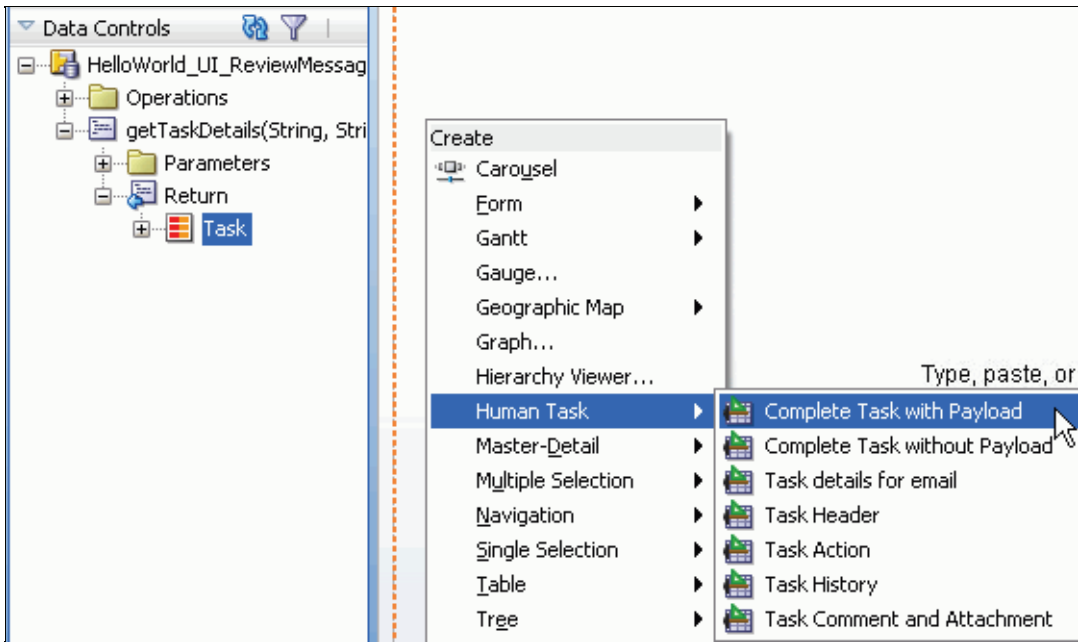 Data Controls
HelloWorld_UI_ReviewMessag
Operations
getTaskDetails(String, Stri
Parameters
Return
Task
Create
Carousel
Form
Gantt
Gauge...
Geographic Map
Graph...
Hierarchy Viewer...
Human Task
Master-Detail
Multiple Selection
Navigation
Single Selection
Table
Tree
Type, paste, or
Complete Task with Payload
Complete Task without Payload
Task details for email
Task Header
Task Action
Task History
Task Comment and Attachment